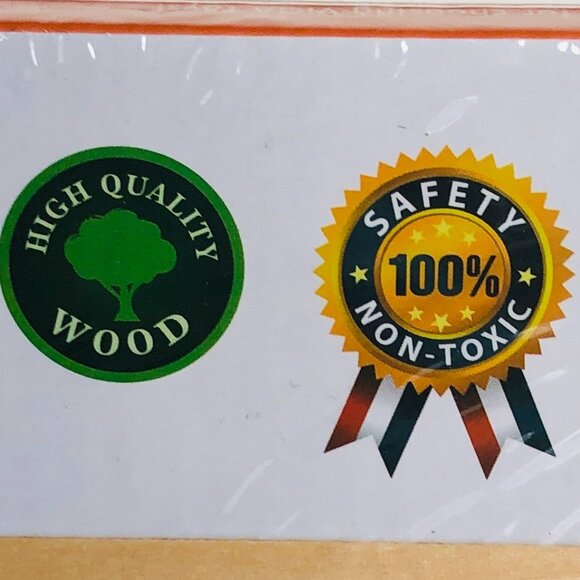 HIGH QUALITY
WOOD
SAFETY
100%
NON-TOXIC